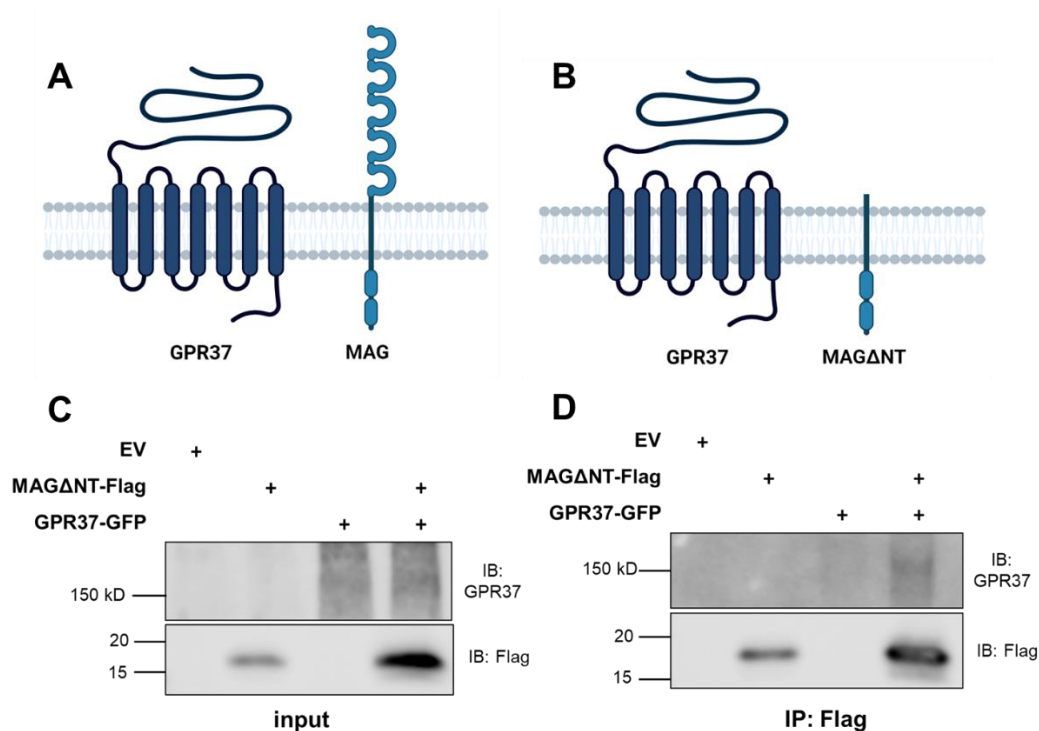 A
B
GPR37
MAG
GPR37
MAGΔNT
C
EV +
MAGΔNT-Flag + +
GPR37-GFP + +
150 kD
IB:
GPR37
20
15
IB: Flag
input
D
EV +
MAGΔNT-Flag + +
GPR37-GFP + +
150 kD
IB:
GPR37
20
15
IB: Flag
IP: Flag